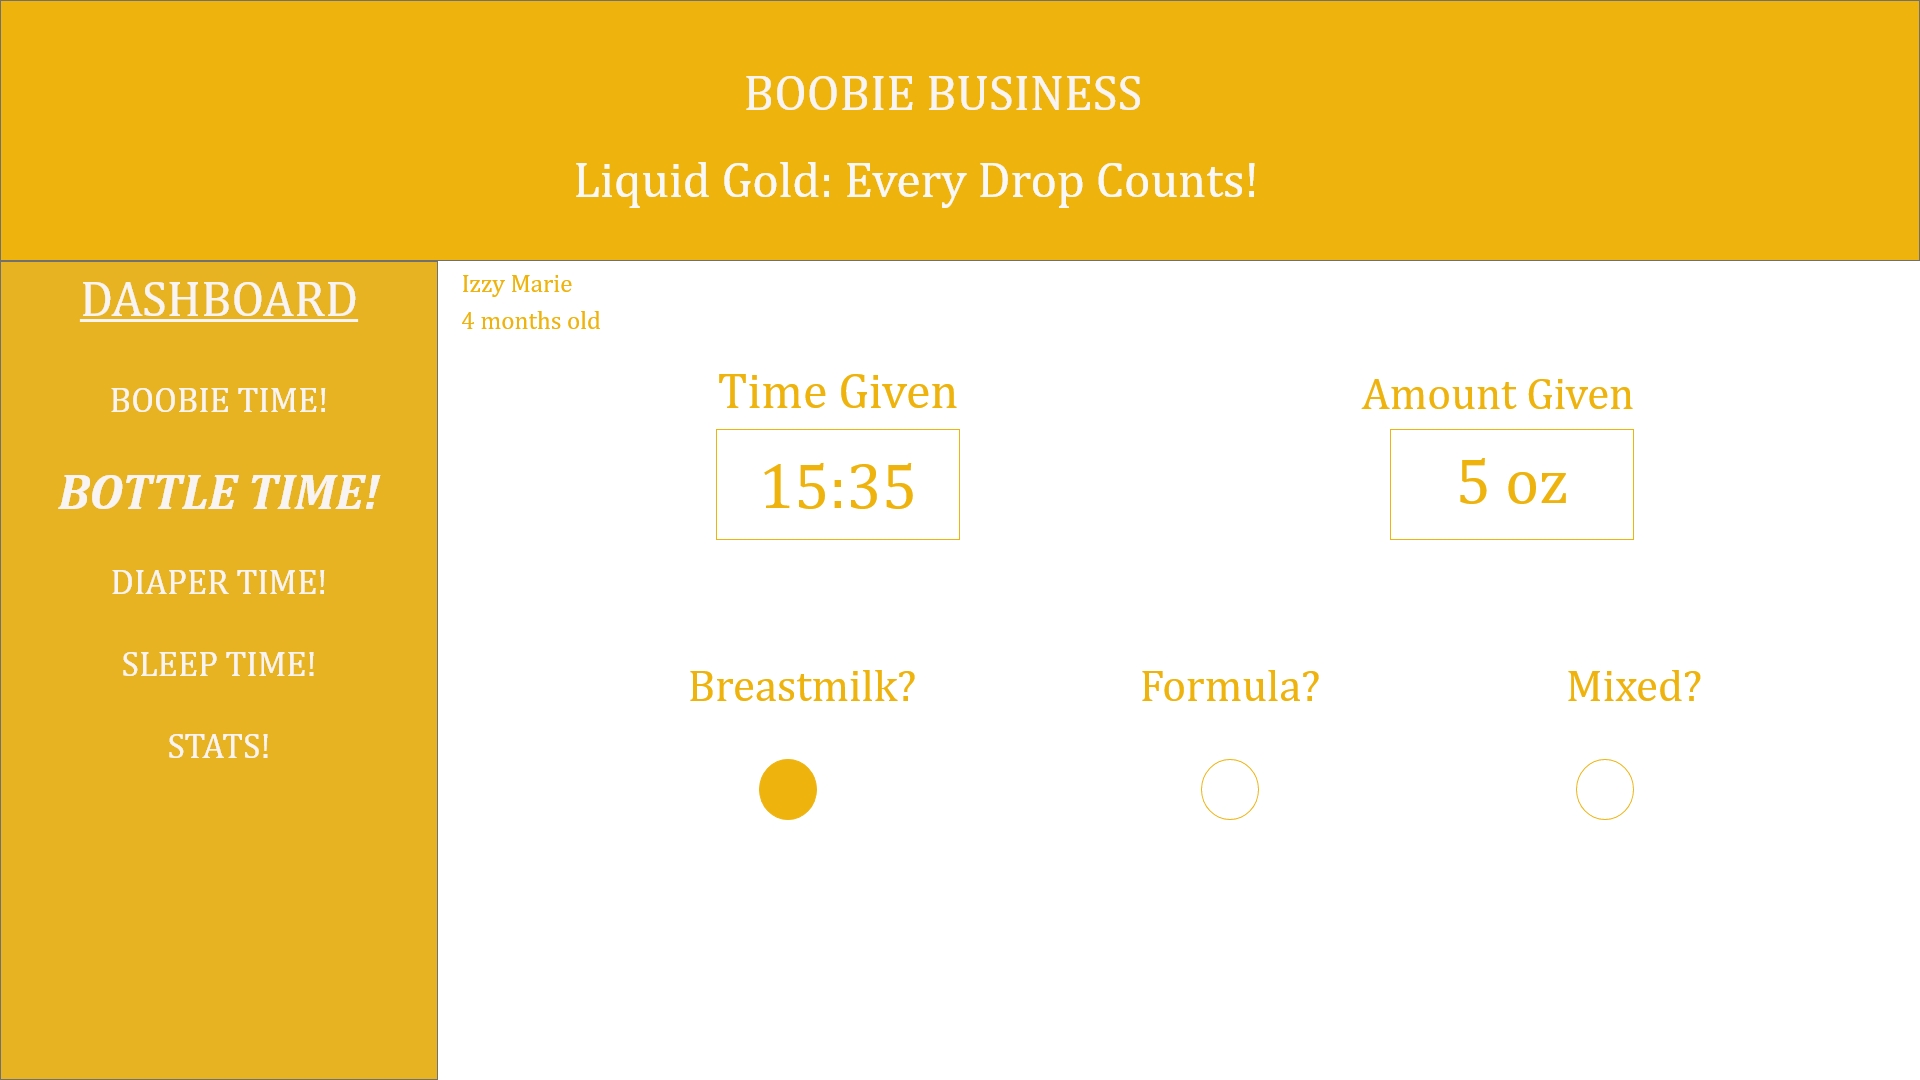 BOOBIE BUSINESS
Liquid Gold: Every Drop Counts!
DASHBOARD
BOOBIE TIME!
BOTTLE TIME!
DIAPER TIME!
SLEEP TIME!
STATS!
Izzy Marie
4 months old
Time Given
15:35
Amount Given
5 oz
Breastmilk?
Formula?
Mixed?